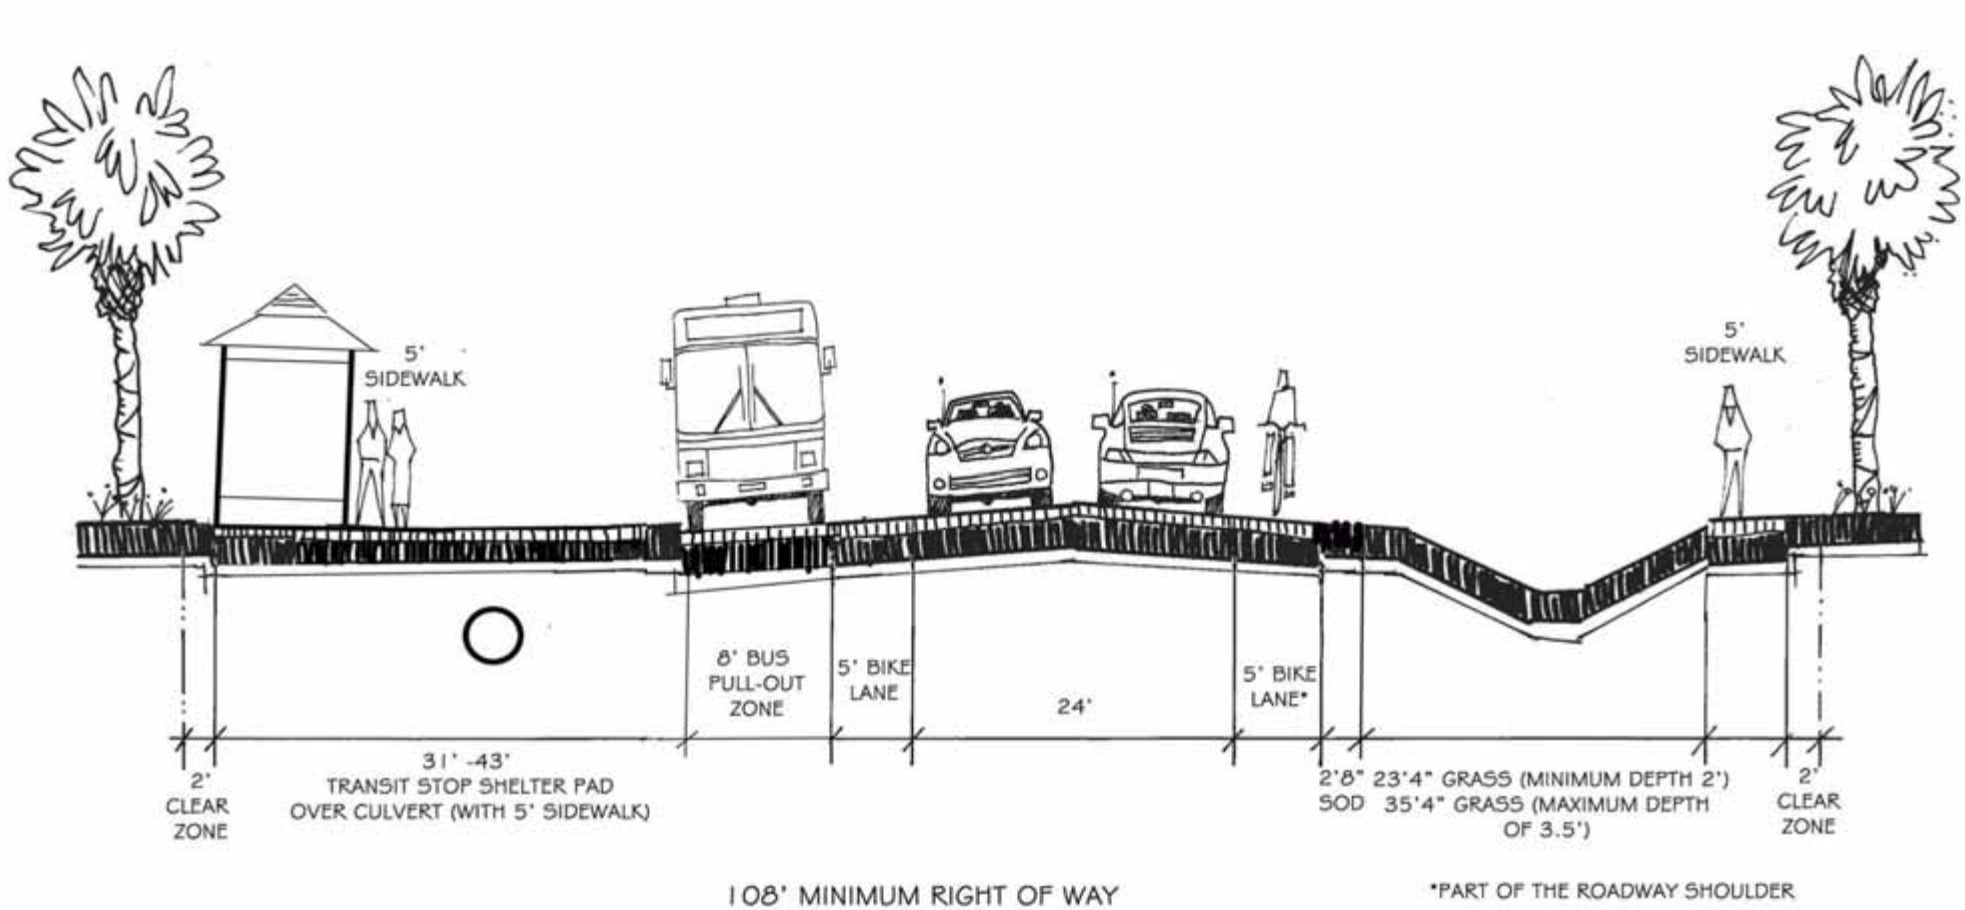 5'
SIDEWALK
5'
SIDEWALK
8' BUS
PULL-OUT
ZONE
5' BIKE
LANE
24'
5' BIKE
LANE*
2'
CLEAR
ZONE
31' -43'
TRANSIT STOP SHELTER PAD
OVER CULVERT (WITH 5' SIDEWALK)
2'8"
SOD
23'4" GRASS (MINIMUM DEPTH 2')
35'4" GRASS (MAXIMUM DEPTH
OF 3.5')
2'
CLEAR
ZONE
108' MINIMUM RIGHT OF WAY
*PART OF THE ROADWAY SHOULDER